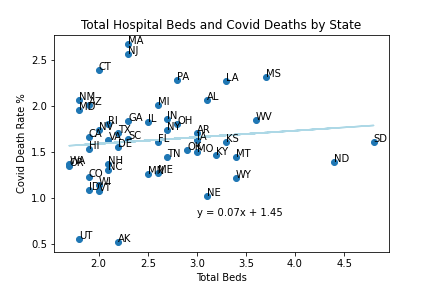 Total Hospital Beds and Covid Deaths by State
MA
NJ
CT
PA
LA
MS
NM
AZ
MI
AL
RI
GA
IL
IN
OH
WV
NV
TX
NY
AR
CA
VA
SC
FL
IA
KS
SD
HI
DE
OK
MO
KY
MT
TN
ND
NH
NC
ME
CO
WI
WY
ID
VT
NE
y = 0.07x + 1.45
UT
AK
2.5
2.0
1.5
1.0
0.5
Covid Death Rate %
2.0 2.5 3.0 3.5 4.0 4.5
Total Beds